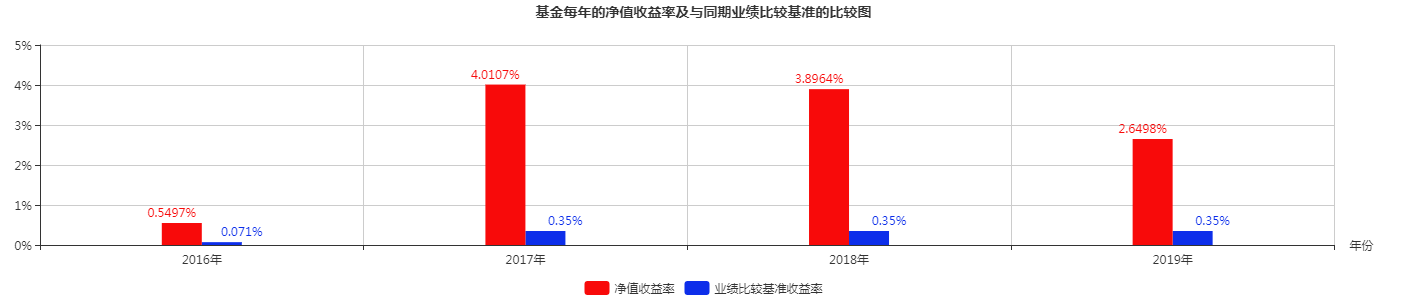 基金每年的净值收益率及与同期业绩比较基准的比较图
5%
4%
3%
2%
1%
0%
0.5497%
0.071%
4.0107%
0.35%
3.8964%
0.35%
2.6498%
0.35%
2016年
2017年
2018年
2019年
年份
净值收益率 业绩比较基准收益率